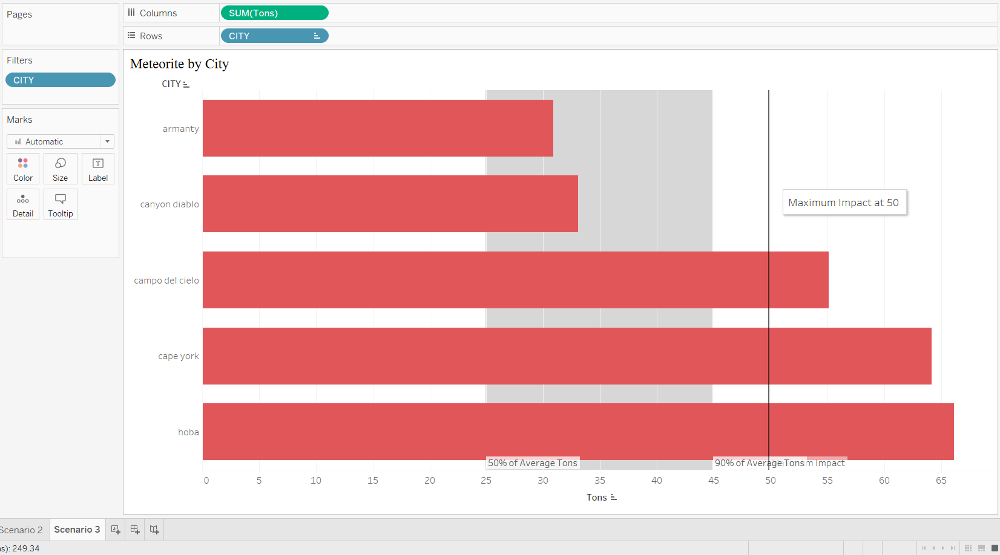 Pages
Columns
SUM(Tons)
Rows
CITY
Filters
CITY
Marks
Automatic
Color
Size
T
Label
Detail
Tooltip
Meteorite by City
CITY
armanty
canyon diablo
campo del cielo
cape york
hoba
Maximum Impact at 50
50% of Average Tons
90% of Average Tons
Impact
0 5 10 15 20 25 30 35 40 45 50 55 60 65
Tons
Scenario 2
Scenario 3
s): 249.34